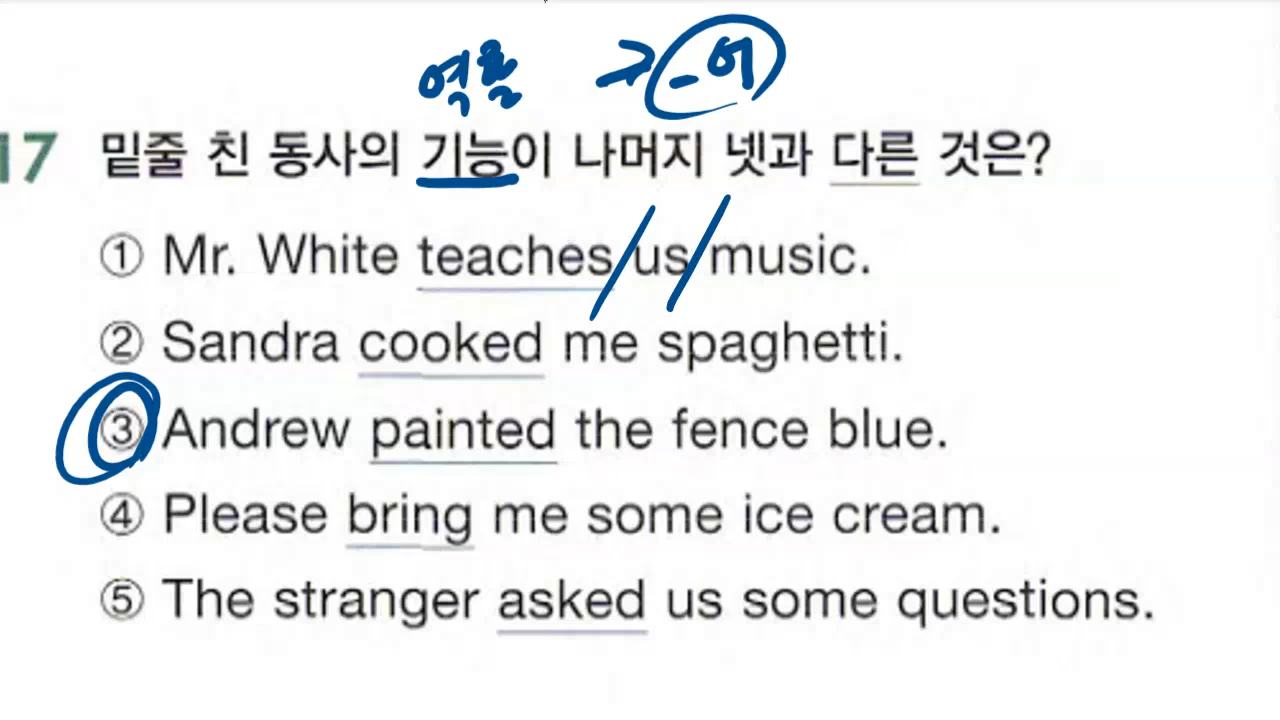 역할 구-어
17 밑줄 친 동사의 기능이 나머지 넷과 다른 것은?
① Mr. White teaches us music.
② Sandra cooked me spaghetti.
③ Andrew painted the fence blue.
④ Please bring me some ice cream.
⑤ The stranger asked us some questions.